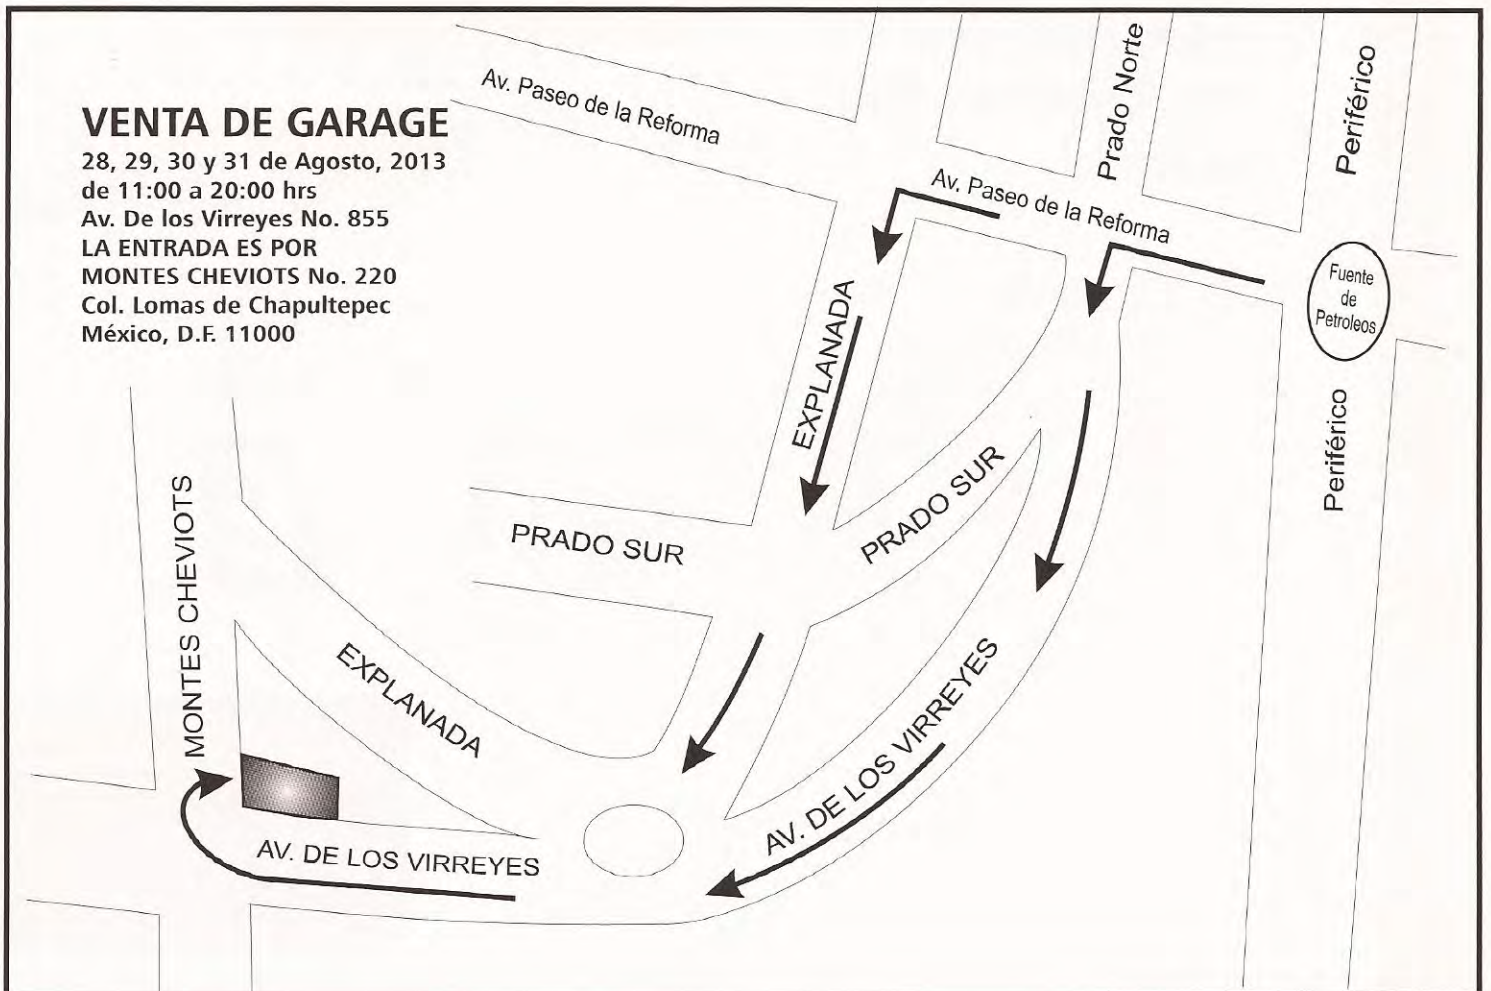 VENTA DE GARAGE
28, 29, 30 y 31 de Agosto, 2013
de 11:00 a 20:00 hrs
Av. De los Virreyes No. 855
LA ENTRADA ES POR
MONTES CHEVIOTS No. 220
Col. Lomas de Chapultepec
México, D.F. 11000
Av. Paseo de la Reforma
Prado Norte
Periférico
Av. Paseo de la Reforma
Fuente
de
Petroleos
EXPLANADA
Periférico
PRADO SUR
PRADO SUR
MONTES CHEVIOTS
EXPLANADA
AV. DE LOS VIRREYES
AV. DE LOS VIRREYES